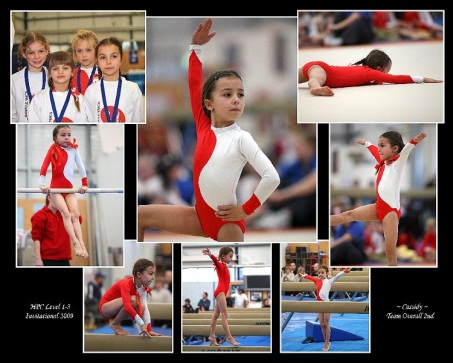 HPC Level 1-3
Invitational 2009
~ Cassidy ~
Team Overall 2nd